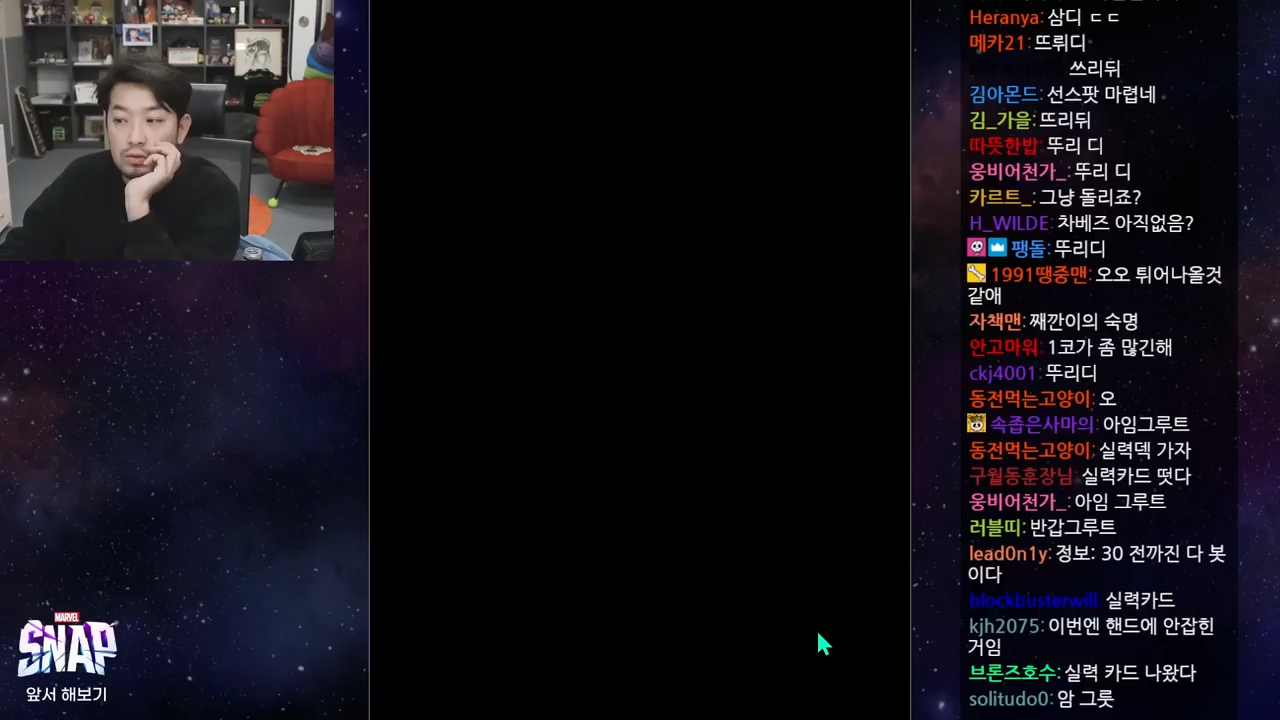 Heranya: 삼디 ㄷㄷ
메카21: 뜨뤼디
쓰리뒤
김아몬드: 선스팟 마렵네
김_가을: 뜨리뒤
따뜻한밥: 뚜리 디
웅비어천가_: 뚜리 디
카르트_: 그냥 돌리죠?
H_WILDE: 차베즈 아직없음?
팽돌: 뚜리디
1991땡중맨: 오오 튀어나올것
같애
자책맨: 째깐이의 숙명
안고마워: 1코가 좀 많긴해
ckj4001: 뚜리디
동전먹는고양이: 오
속좁은사마의: 아임그루트
동전먹는고양이: 실력덱 가자
구월동훈장님: 실력카드 떳다
웅비어천가_: 아임 그루트
러블띠: 반갑그루트
lead0n1y: 정보: 30 전까진 다 봇
이다
blockbusterwill: 실력카드
kjh2075: 이번엔 핸드에 안잡힌
거임
브론즈호수: 실력 카드 나왔다
solitudo0: 암 그룻
MARVEL
SNAP
앞서 해보기